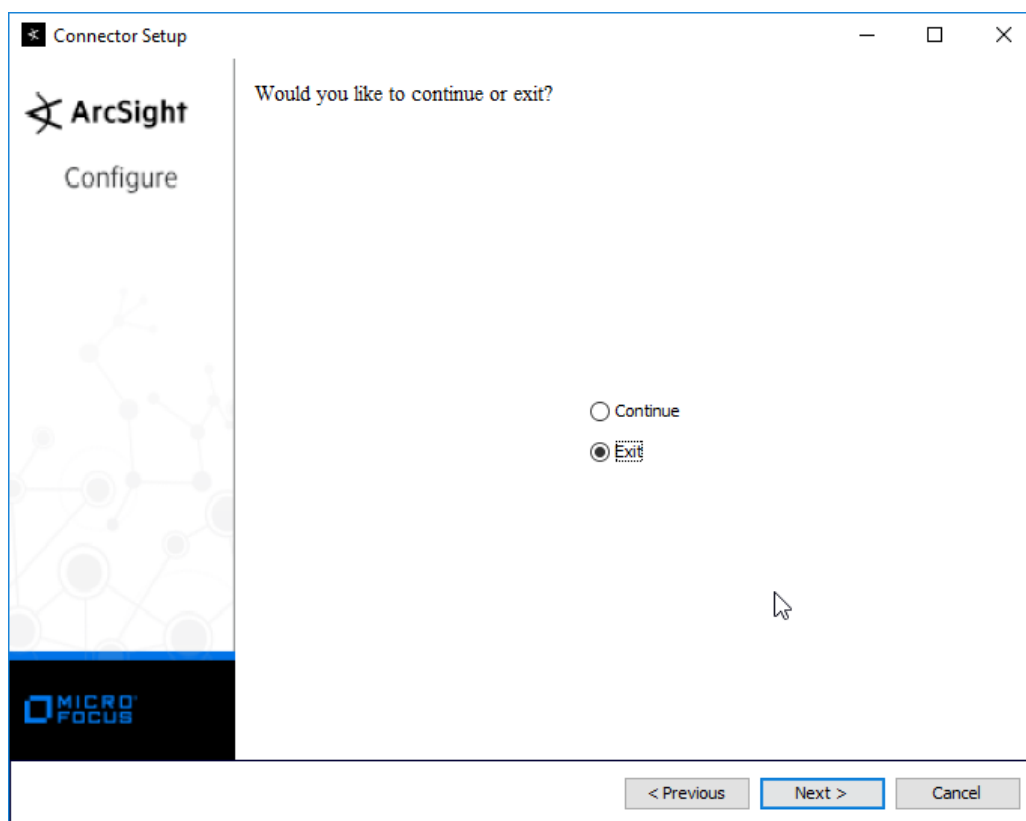 Connector Setup
ArcSight
Configure
Would you like to continue or exit?
Continue
Exit
MICRO
FOCUS
< Previous
Next >
Cancel